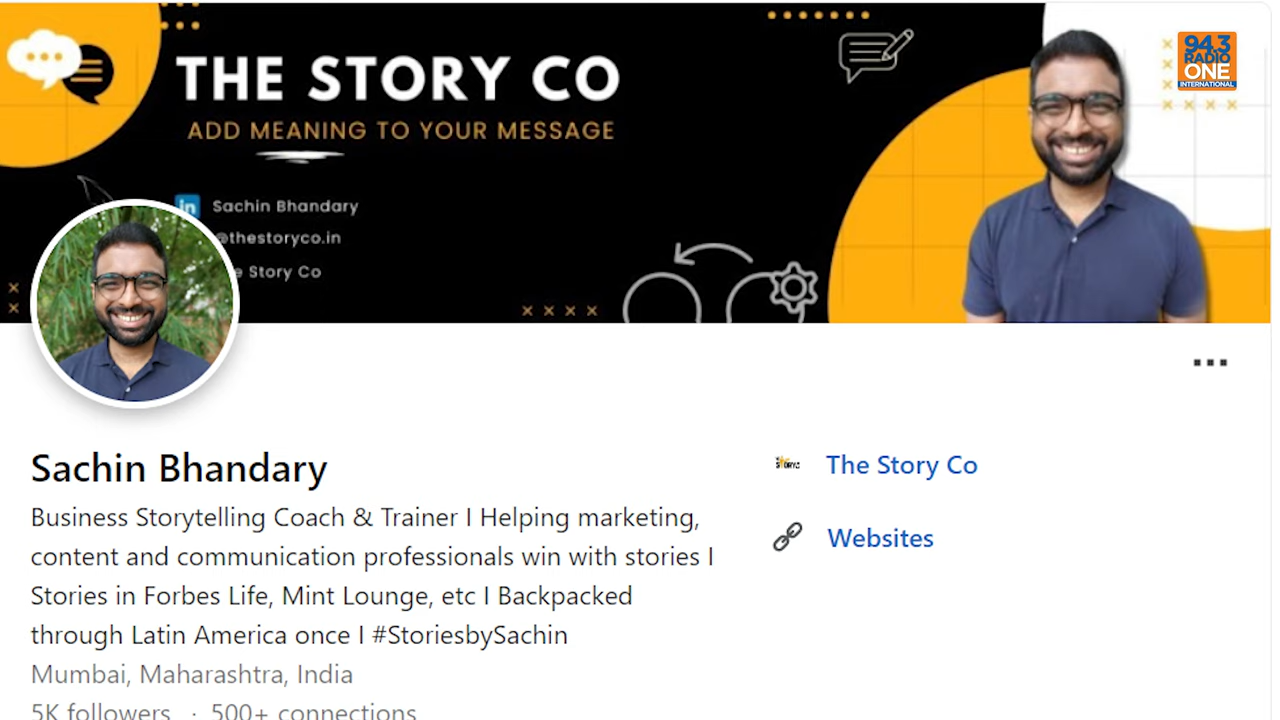 THE STORY CO
ADD MEANING TO YOUR MESSAGE
in Sachin Bhandary
@thestoryco.in
Story Co
94.3
RADIO
ONE
INTERNATIONAL
Sachin Bhandary
Business Storytelling Coach & Trainer I Helping marketing,
content and communication professionals win with stories I
Stories in Forbes Life, Mint Lounge, etc I Backpacked
through Latin America once I #StoriesbySachin
Mumbai, Maharashtra, India
5K followers · 500+ connections
The Story Co
Websites